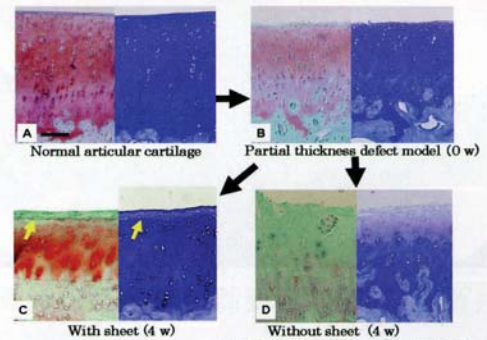 A
B
Normal articular cartilage
Partial thickness defect model (0 w)
C
D
With sheet (4 w)
Without sheet (4 w)